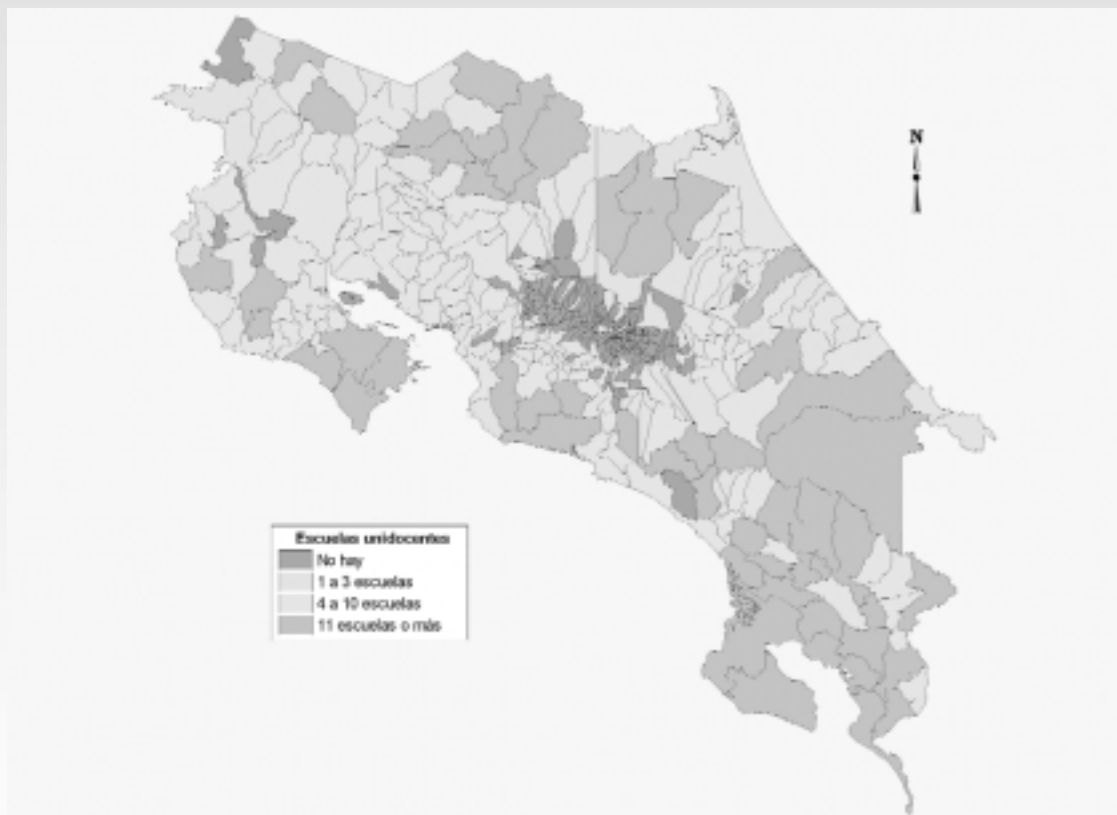 N
Escuelas unidocentes
No hay
1 a 3 escuelas
4 a 10 escuelas
11 escuelas o más